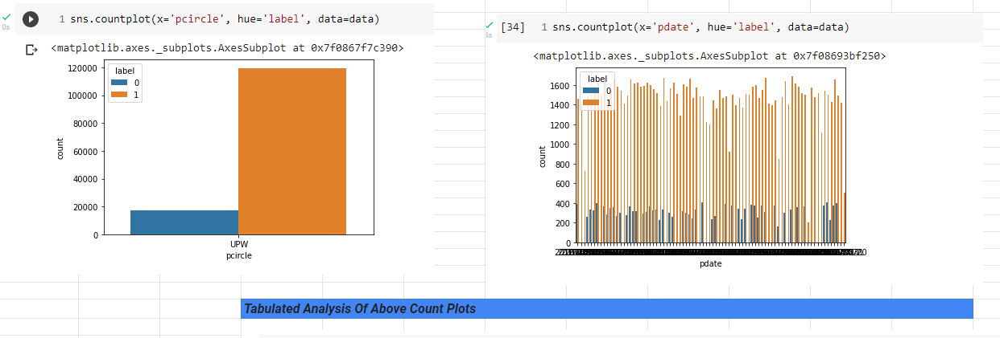 1 sns.countplot(x='pcircle', hue='label', data=data)
0s
<matplotlib.axes._subplots.AxesSubplot at 0x7f0867f7c390>
label
0
1
120000
100000
80000
60000
40000
20000
0
count
UPW
pcircle
[34] 1 sns.countplot(x='pdate', hue='label', data=data)
<matplotlib.axes._subplots.AxesSubplot at 0x7f08693bf250>
label
0
1
1600
1400
1200
1000
800
600
400
200
0
count
pdate
Tabulated Analysis Of Above Count Plots